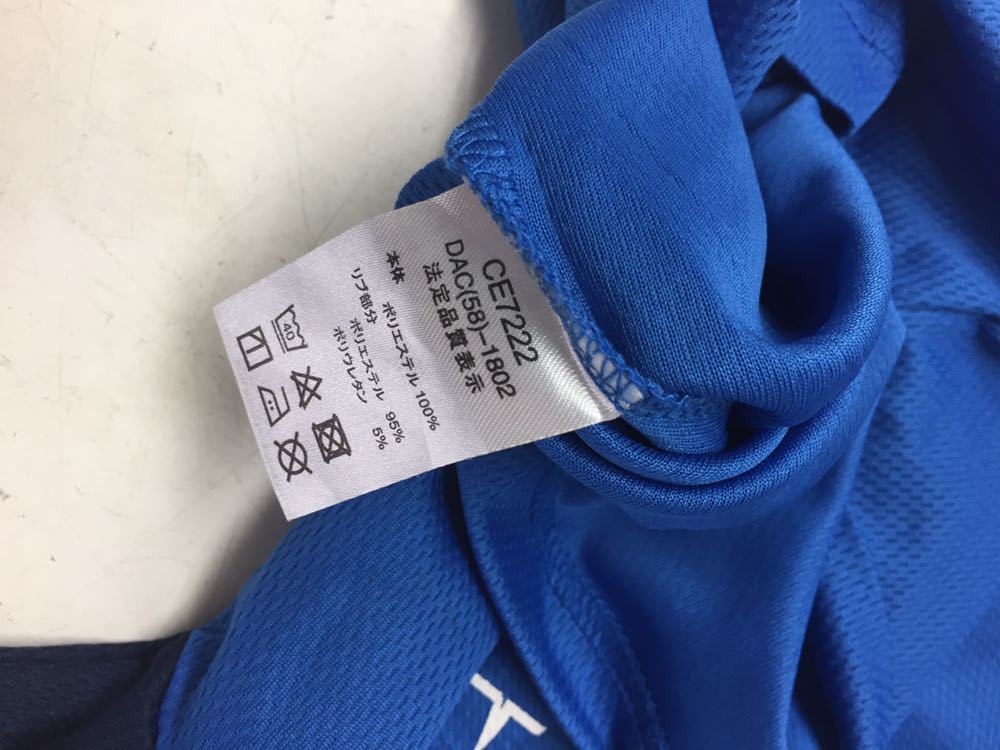 CE7222
DAC(58)-1802
法定品質表示
本体 ポリエステル 100%
リブ部分
ポリエステル 95%
ポリウレタン 5%
40